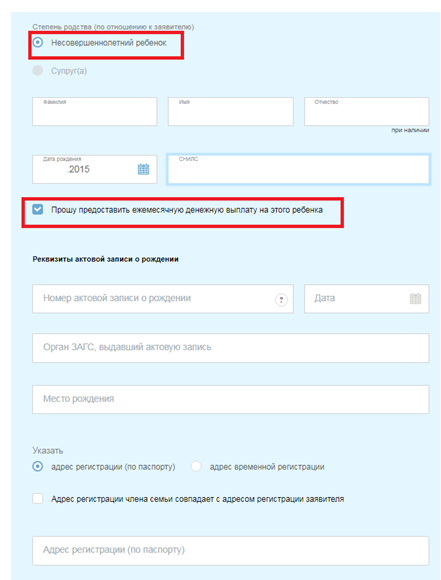 Степень родства (по отношению к заявителю)
Несовершеннолетний ребенок
Супруг(а)
Фамилия Имя Отчество
при наличии
Дата рождения СНИЛС
.2015
Прошу предоставить ежемесячную денежную выплату на этого ребенка
Реквизиты актовой записи о рождении
Номер актовой записи о рождении ? Дата
Орган ЗАГС, выдавший актовую запись
Место рождения
Указать
адрес регистрации (по паспорту) адрес временной регистрации
Адрес регистрации члена семьи совпадает с адресом регистрации заявителя
Адрес регистрации (по паспорту)